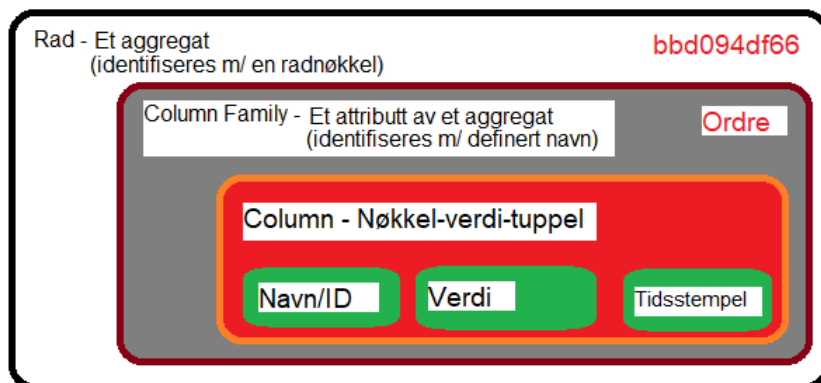 Rad - Et aggregat
(identifiseres m/ en radnøkkel)
bbd094df66
Column Family - Et attributt av et aggregat
(identifiseres m/ definert navn)
Ordre
Column - Nøkkel-verdi-tuppel
Navn/ID
Verdi
Tidsstempel